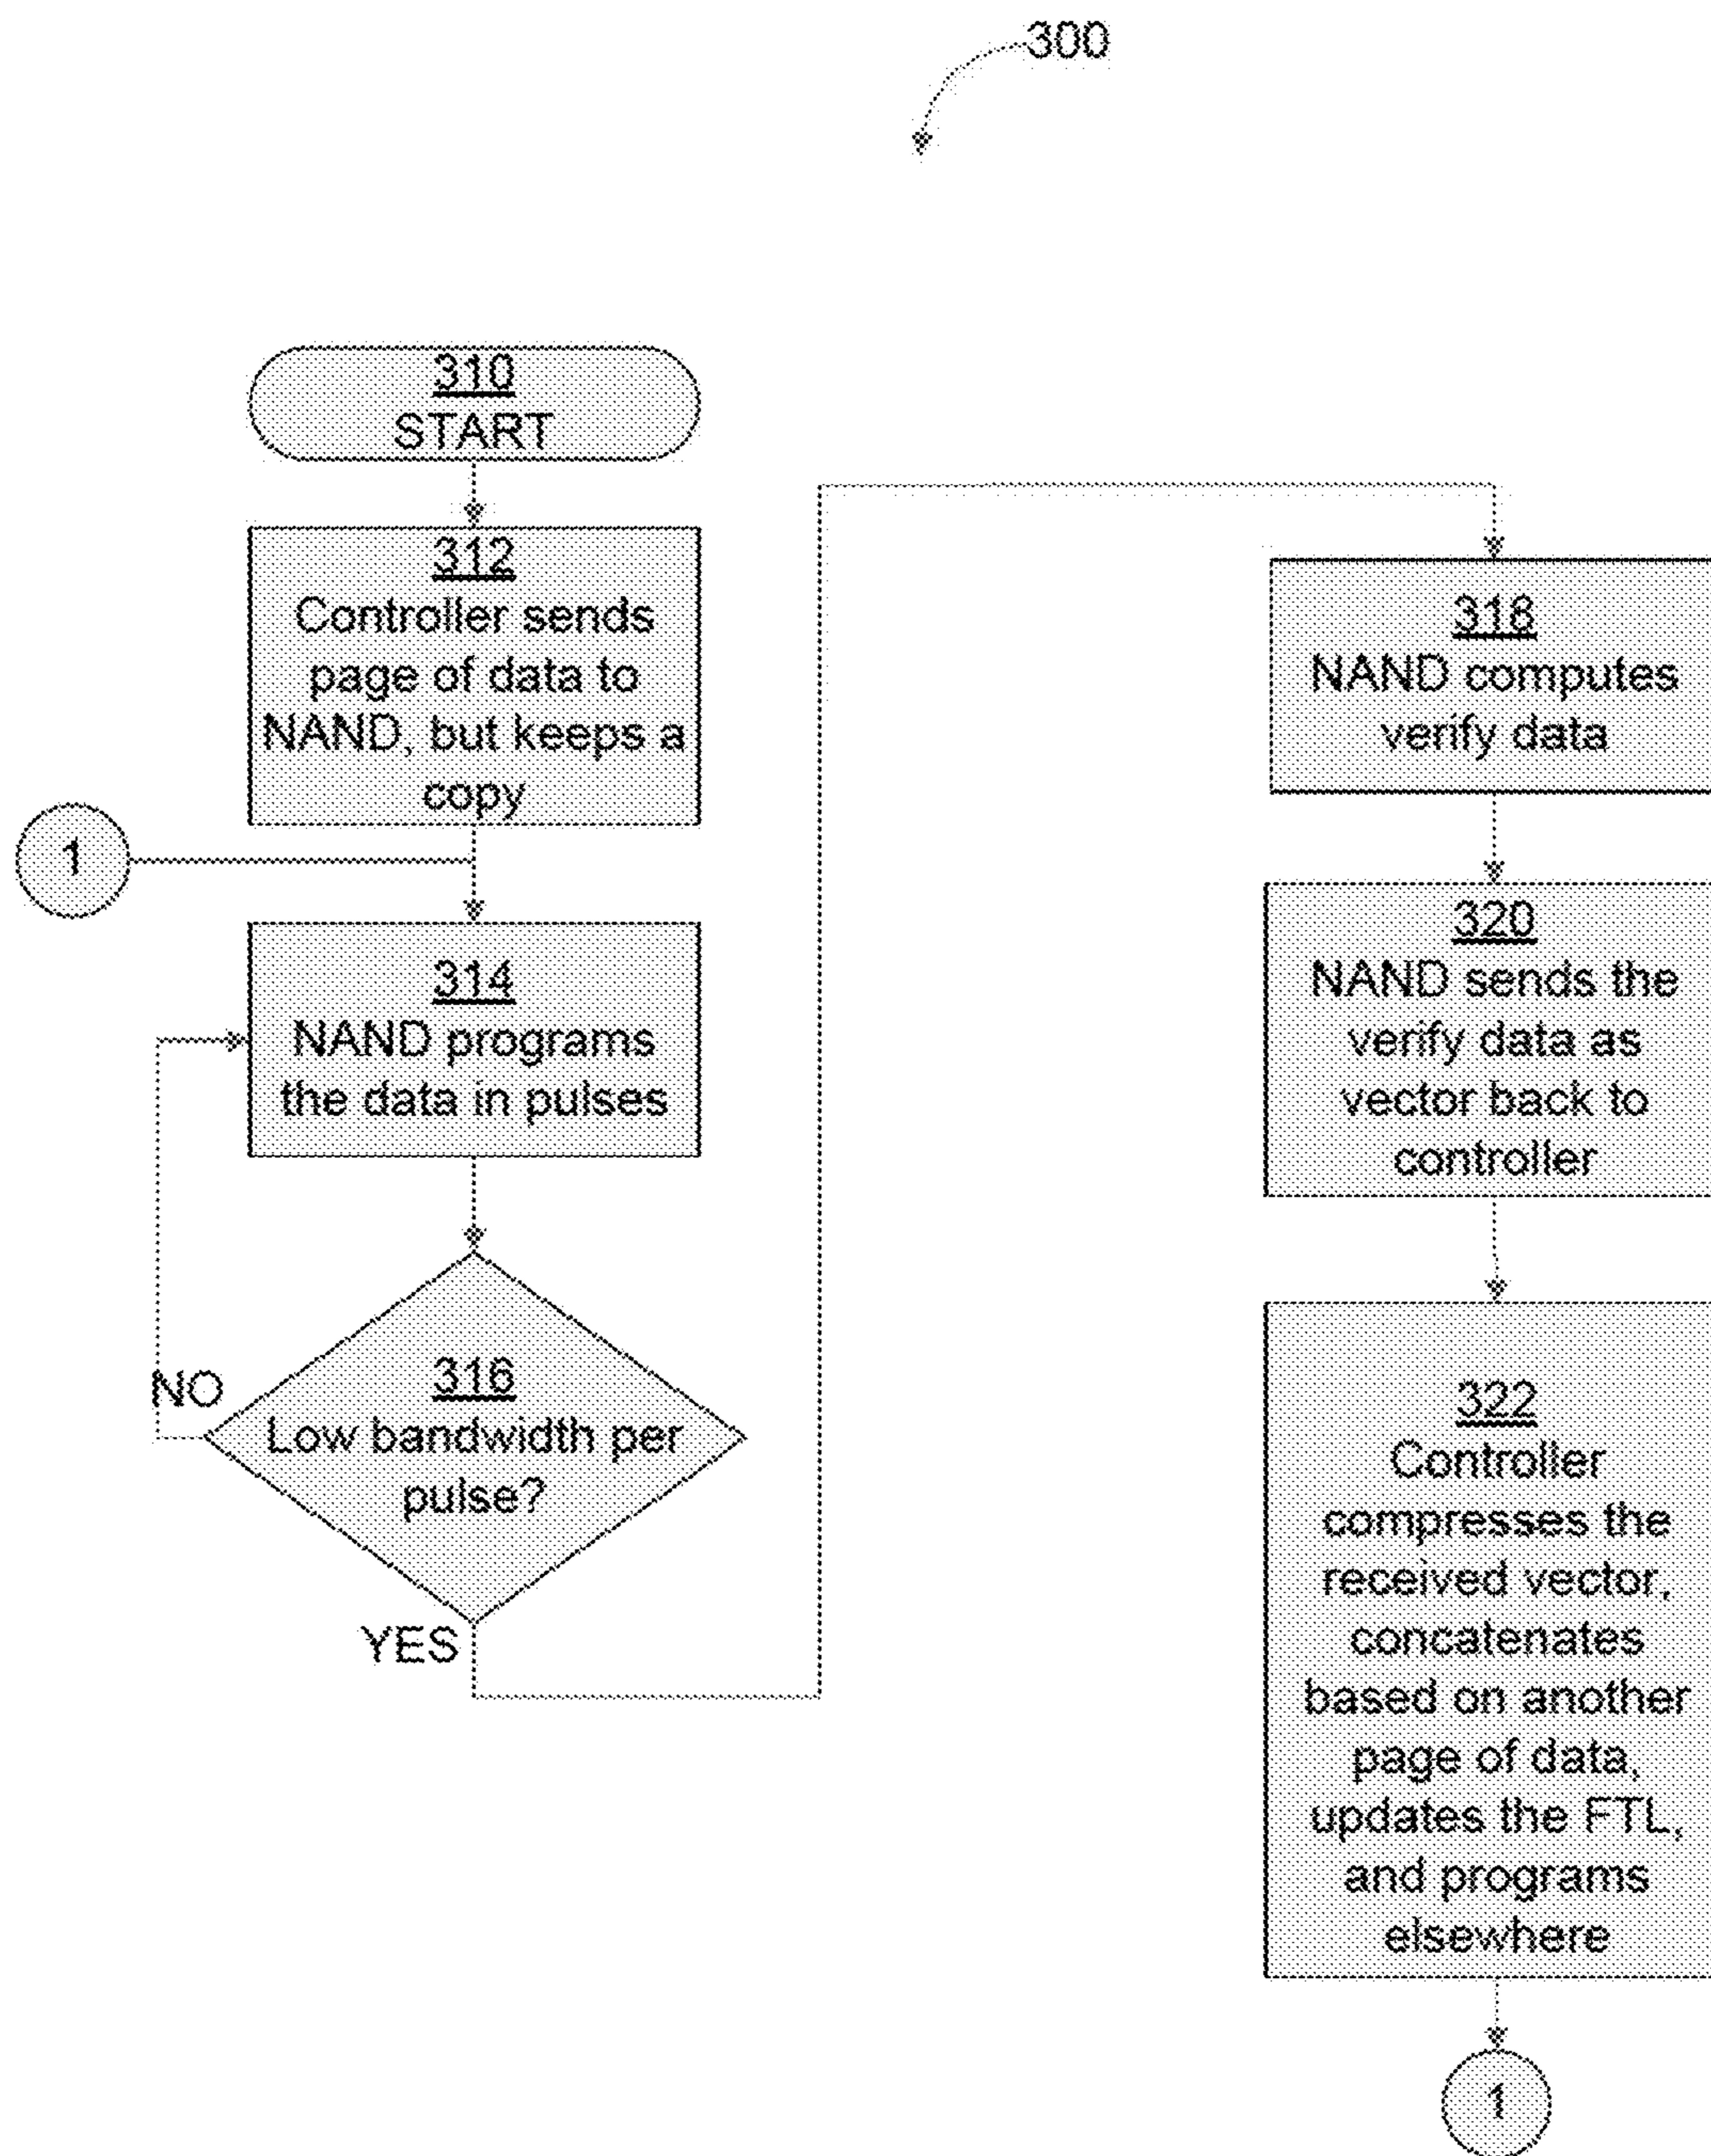 300
310
START
312
Controller sends
page of data to
NAND, but keeps a
copy
1
314
NAND programs
the data in pulses
NO
316
Low bandwidth per
pulse?
YES
318
NAND computes
verify data
320
NAND sends the
verify data as
vector back to
controller
322
Controller
compresses the
received vector,
concatenates
based on another
page of data,
updates the FTL,
and programs
elsewhere
1